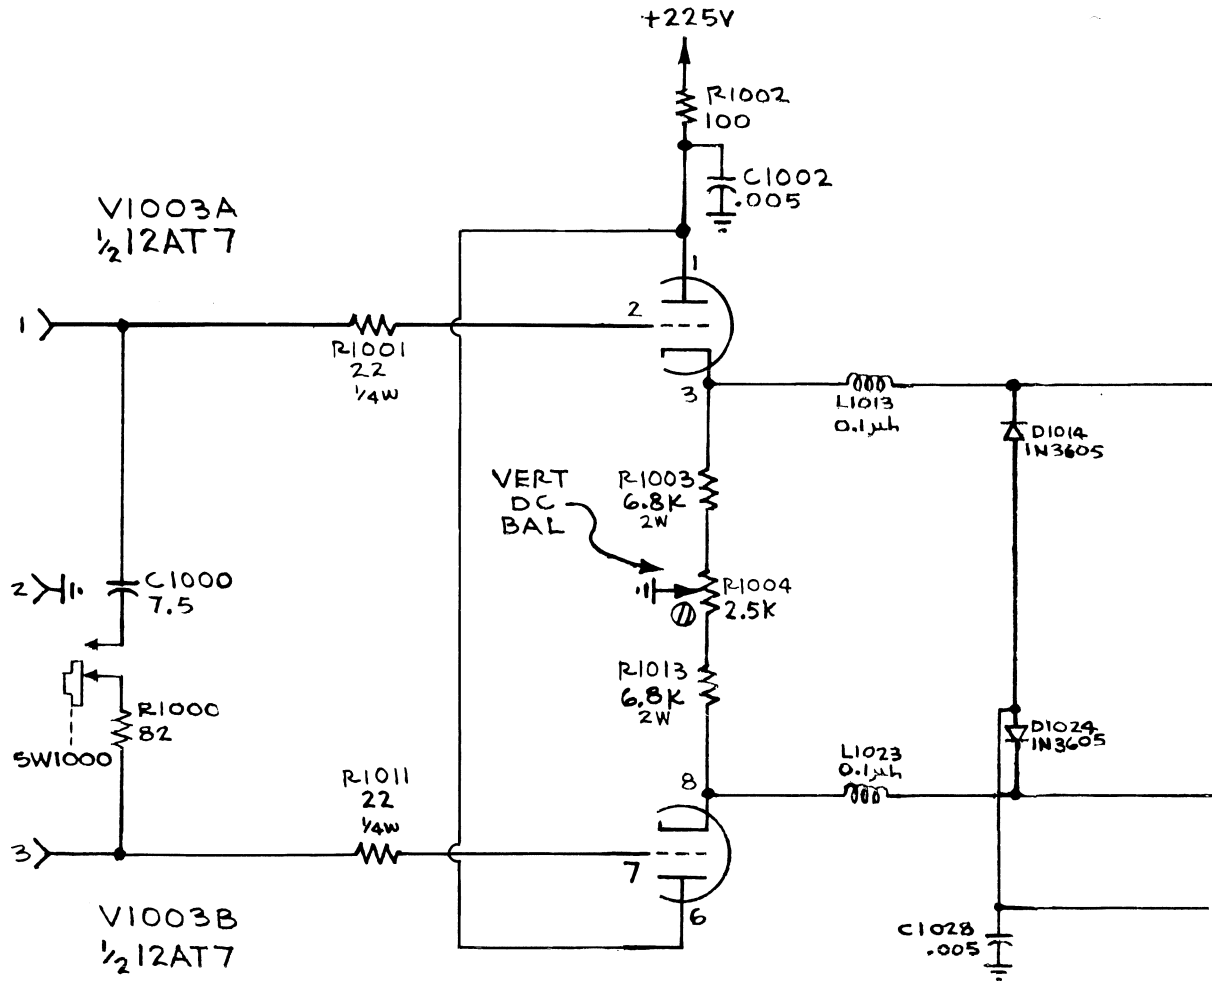 +225V
R1002
100
C1002
.005
V1003A
½12AT7
1
2
1
R1001
22
¼W
3
L1013
0.1µh
D1014
1N3605
VERT
DC
BAL
R1003
6.8K
2W
2
C1000
7.5
R1004
2.5K
R1013
6.8K
2W
R1000
82
SW1000
D1024
1N3605
L1023
0.1µh
R1011
22
¼W
8
3
7
6
V1003B
½12AT7
C1028
.005